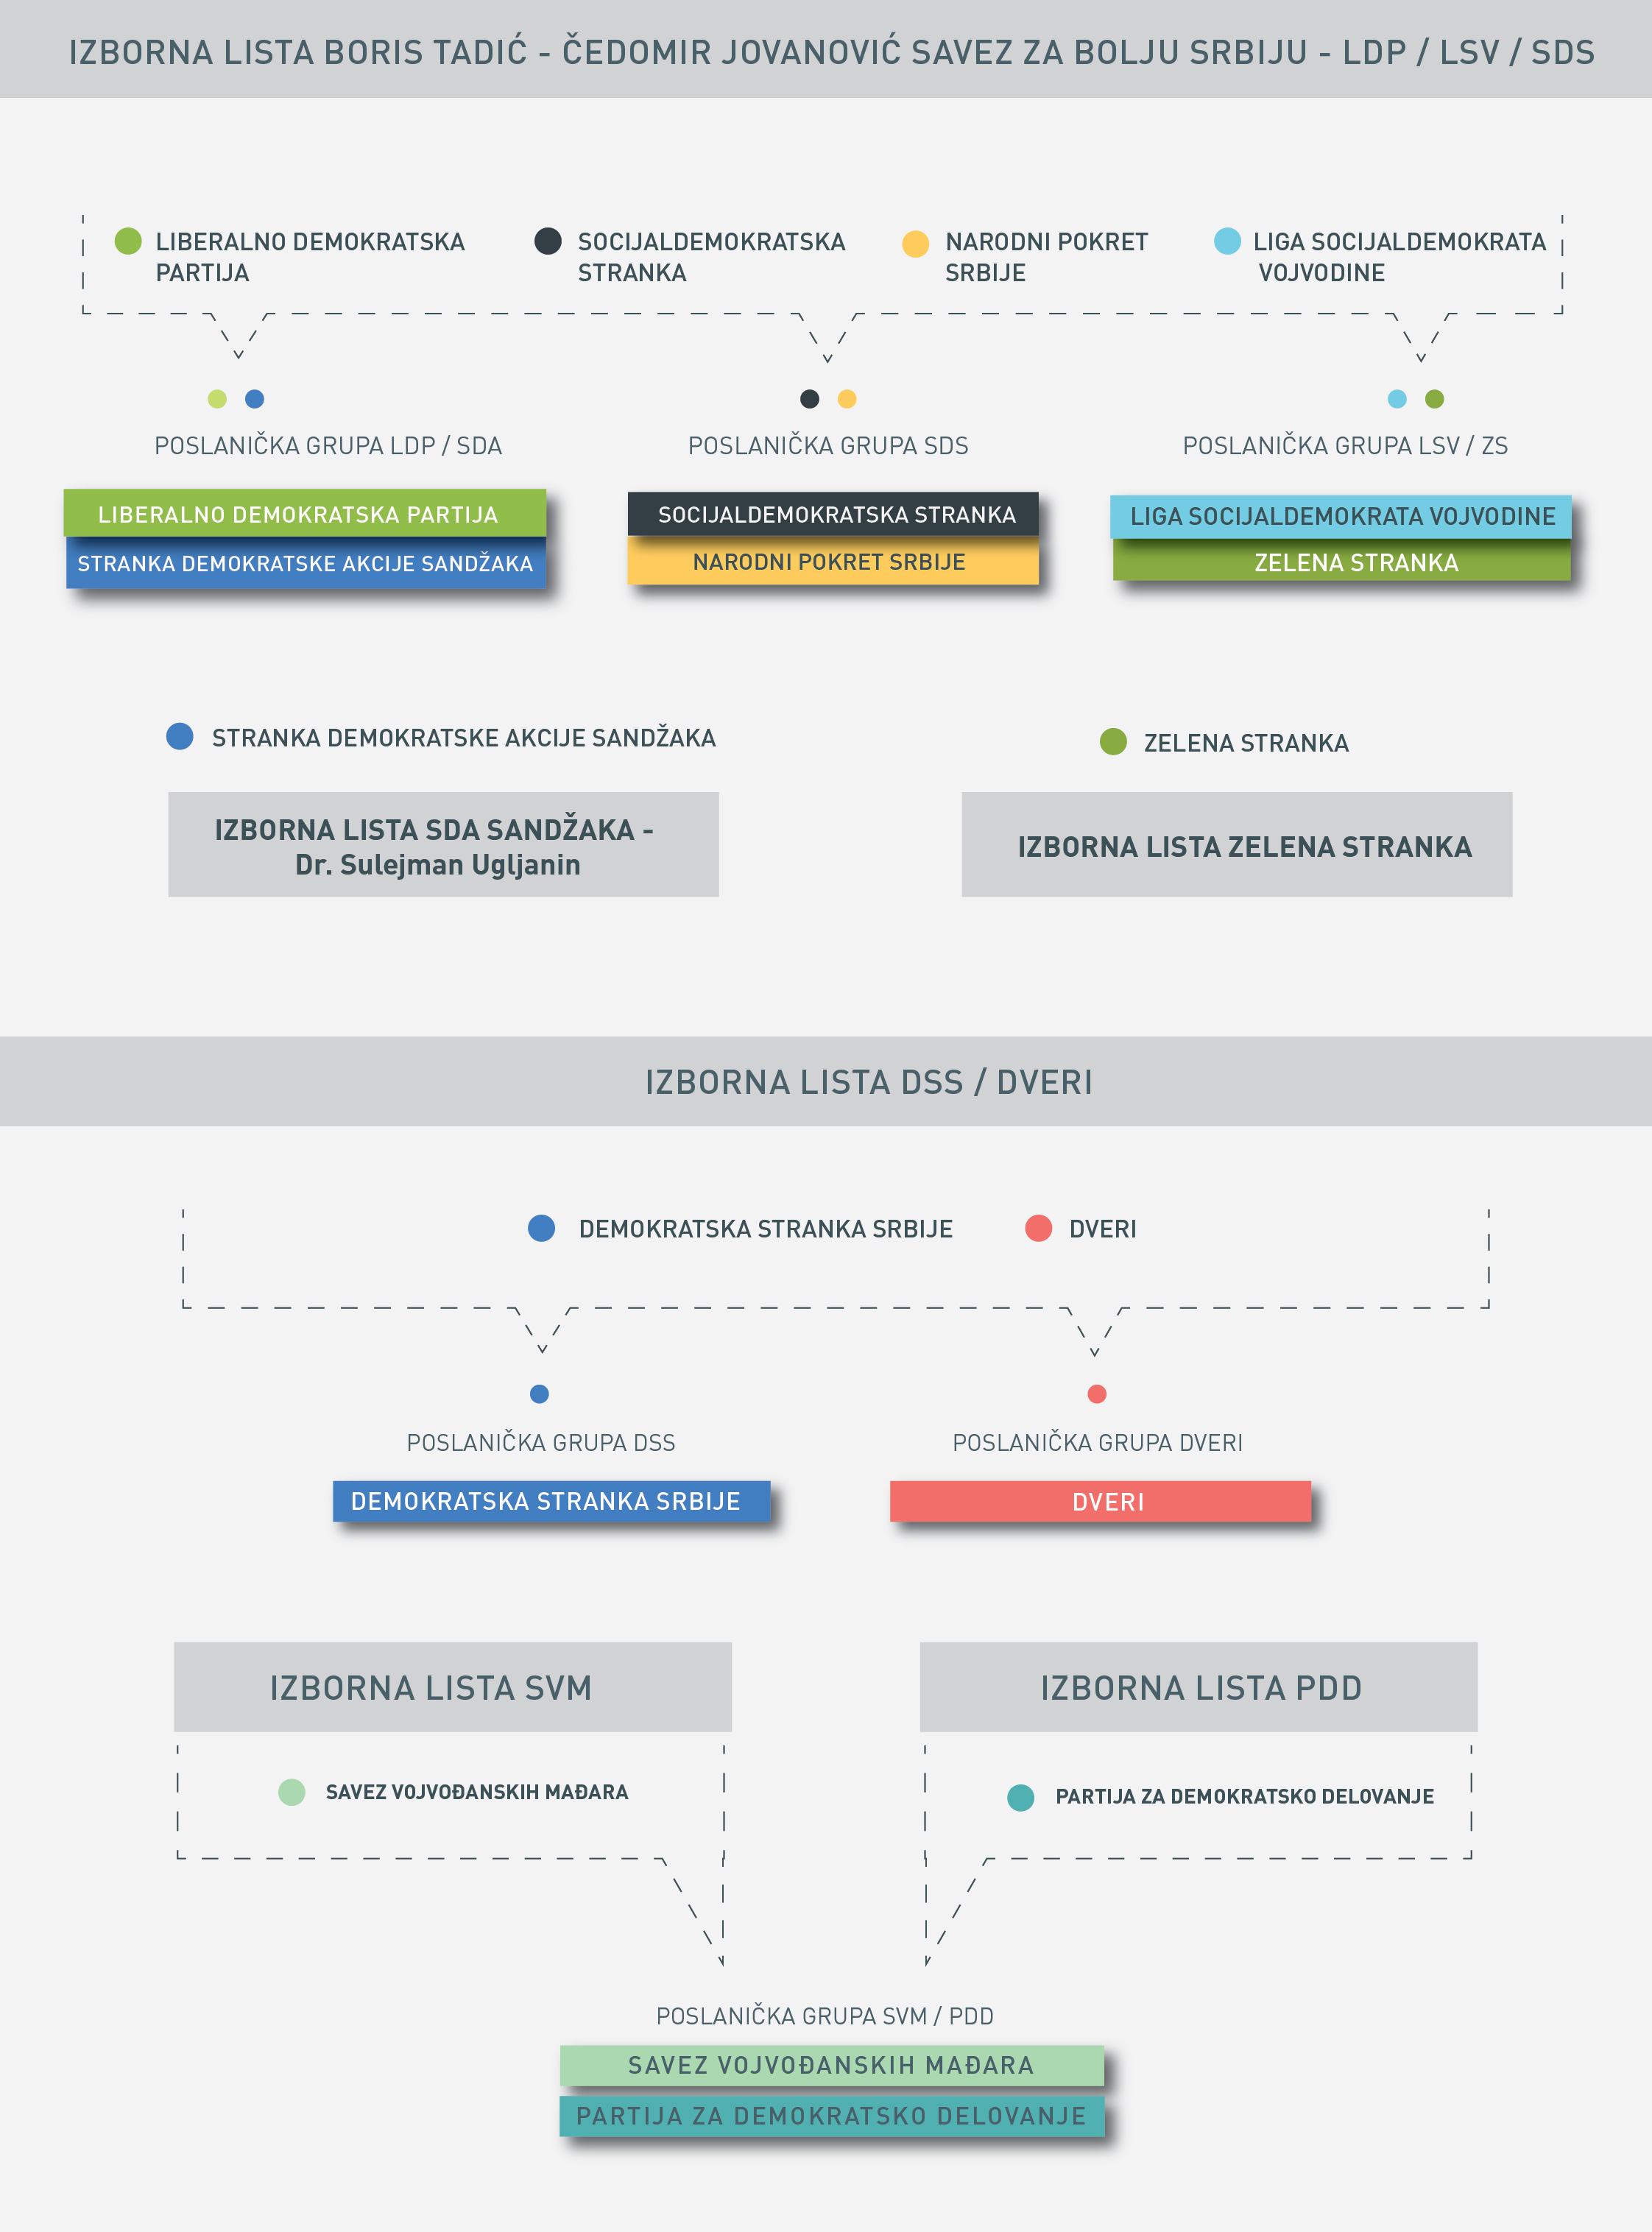 IZBORNA LISTA BORIS TADIĆ - ČEDOMIR JOVANOVIĆ SAVEZ ZA BOLJU SRBIJU - LDP / LSV / SDS
LIBERALNO DEMOKRATSKA
PARTIJA
SOCIJALDEMOKRATSKA
STRANKA
NARODNI POKRET
SRBIJE
LIGA SOCIJALDEMOKRATA
VOJVODINE
POSLANIČKA GRUPA LDP / SDA
LIBERALNO DEMOKRATSKA PARTIJA
STRANKA DEMOKRATSKE AKCIJE SANDŽAKA
POSLANIČKA GRUPA SDS
SOCIJALDEMOKRATSKA STRANKA
NARODNI POKRET SRBIJE
POSLANIČKA GRUPA LSV / ZS
LIGA SOCIJALDEMOKRATA VOJVODINE
ZELENA STRANKA
STRANKA DEMOKRATSKE AKCIJE SANDŽAKA
IZBORNA LISTA SDA SANDŽAKA -
Dr. Sulejman Ugljanin
ZELENA STRANKA
IZBORNA LISTA ZELENA STRANKA
IZBORNA LISTA DSS / DVERI
DEMOKRATSKA STRANKA SRBIJE
DVERI
POSLANIČKA GRUPA DSS
DEMOKRATSKA STRANKA SRBIJE
POSLANIČKA GRUPA DVERI
DVERI
IZBORNA LISTA SVM
SAVEZ VOJVOĐANSKIH MAĐARA
IZBORNA LISTA PDD
PARTIJA ZA DEMOKRATSKO DELOVANJE
POSLANIČKA GRUPA SVM / PDD
SAVEZ VOJVOĐANSKIH MAĐARA
PARTIJA ZA DEMOKRATSKO DELOVANJE